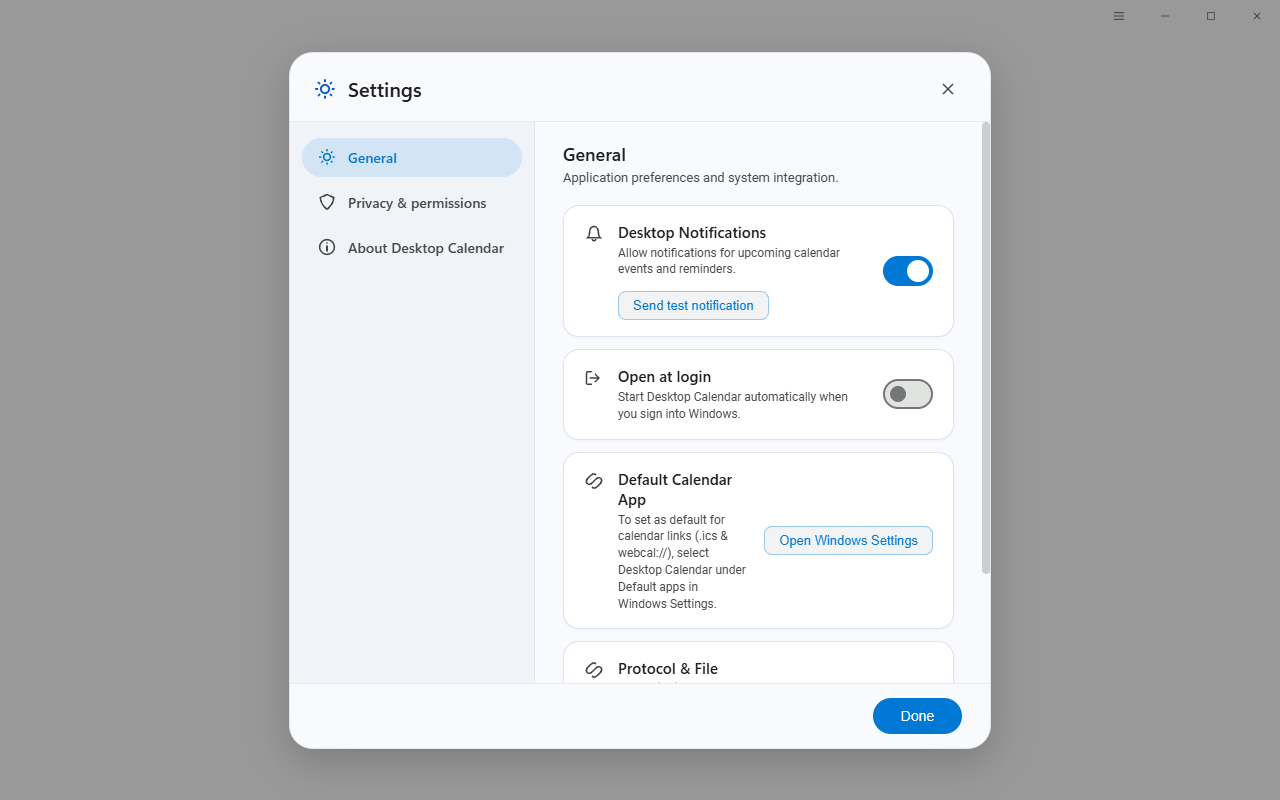 Settings
General
Privacy & permissions
About Desktop Calendar
General
Application preferences and system integration.
Desktop Notifications
Allow notifications for upcoming calendar
events and reminders.
Send test notification
Open at login
Start Desktop Calendar automatically when
you sign into Windows.
Default Calendar
App
To set as default for
calendar links (.ics &
webcal://), select
Desktop Calendar under
Default apps in
Windows Settings.
Open Windows Settings
Protocol & File
Done